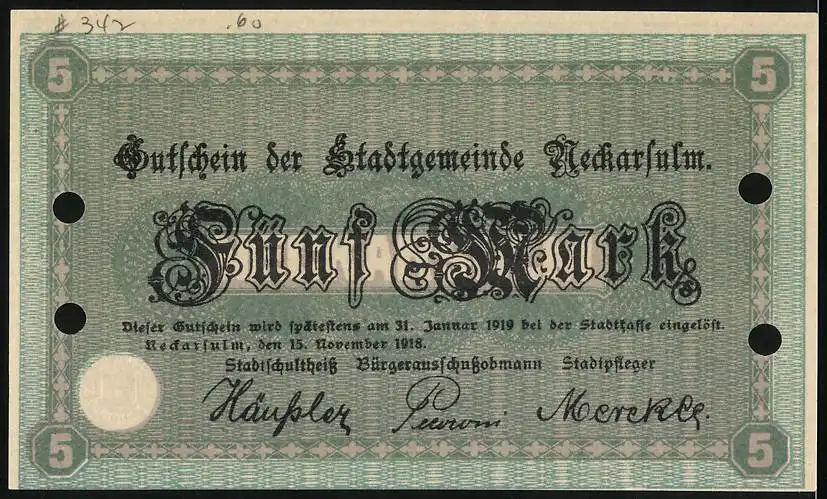 # 342 .60
5 5
Gutschein der Stadtgemeinde Neckarsulm.
Fünf Mark
Dieser Gutschein wird spätestens am 31. Januar 1919 bei der Stadtkasse eingelöst.
Neckarsulm, den 15. November 1918.
Stadtschultheiß Bürgerausschußobmann Stadtpfleger
Häußler Merckle.
5 5